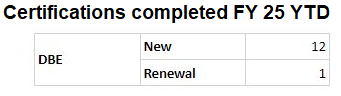 Certifications completed FY 25 YTD
DBE
New 12
Renewal 1